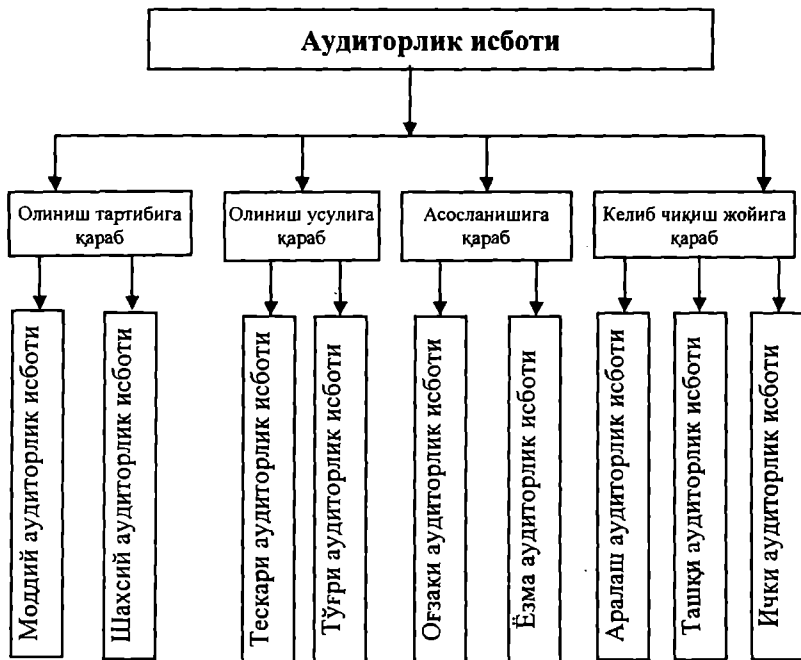 Аудиторлик исботи
Олиниш тартибига
қараб
Олиниш усулига
қараб
Асосланишига
қараб
Келиб чиқиш жойига
қараб
Моддий аудиторлик исботи
Шахсий аудиторлик исботи
Тескари аудиторлик исботи
Тўғри аудиторлик исботи
Оғзаки аудиторлик исботи
Ёзма аудиторлик исботи
Аралаш аудиторлик исботи
Ташқи аудиторлик исботи
Ички аудиторлик исботи